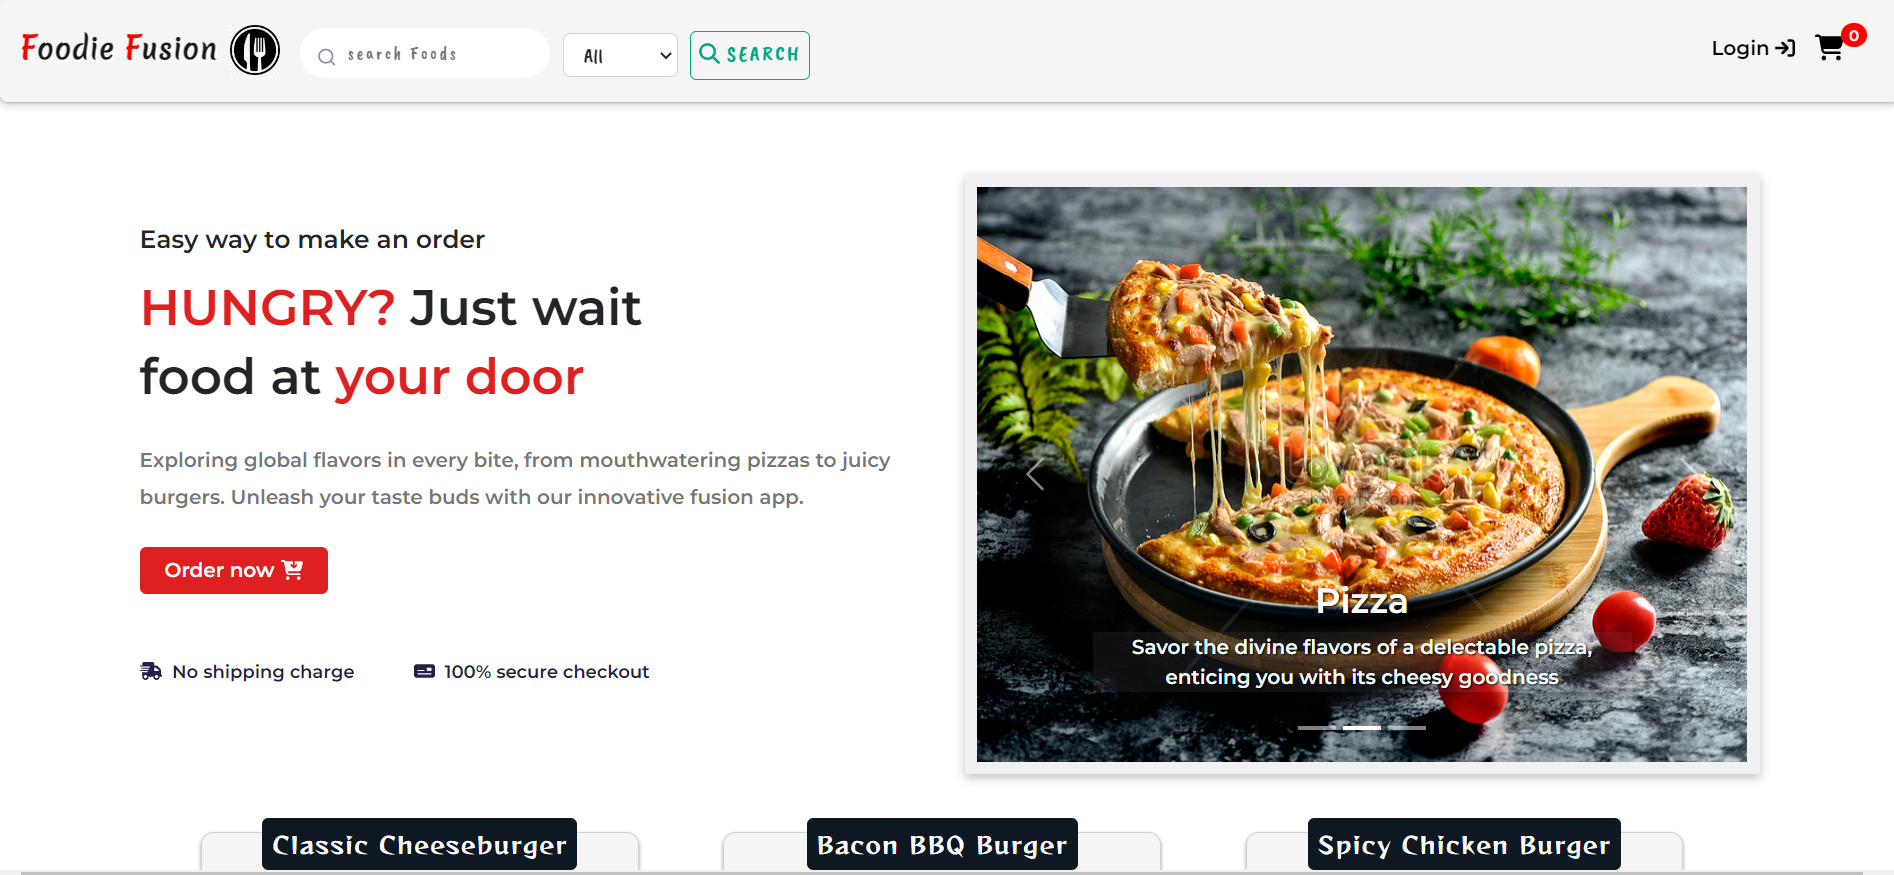 Foodie Fusion
search Foods
All
SEARCH
Login
0
Easy way to make an order
HUNGRY? Just wait
food at your door
Exploring global flavors in every bite, from mouthwatering pizzas to juicy
burgers. Unleash your taste buds with our innovative fusion app.
Order now
No shipping charge
100% secure checkout
Pizza
Savor the divine flavors of a delectable pizza,
enticing you with its cheesy goodness
Classic Cheeseburger
Bacon BBQ Burger
Spicy Chicken Burger